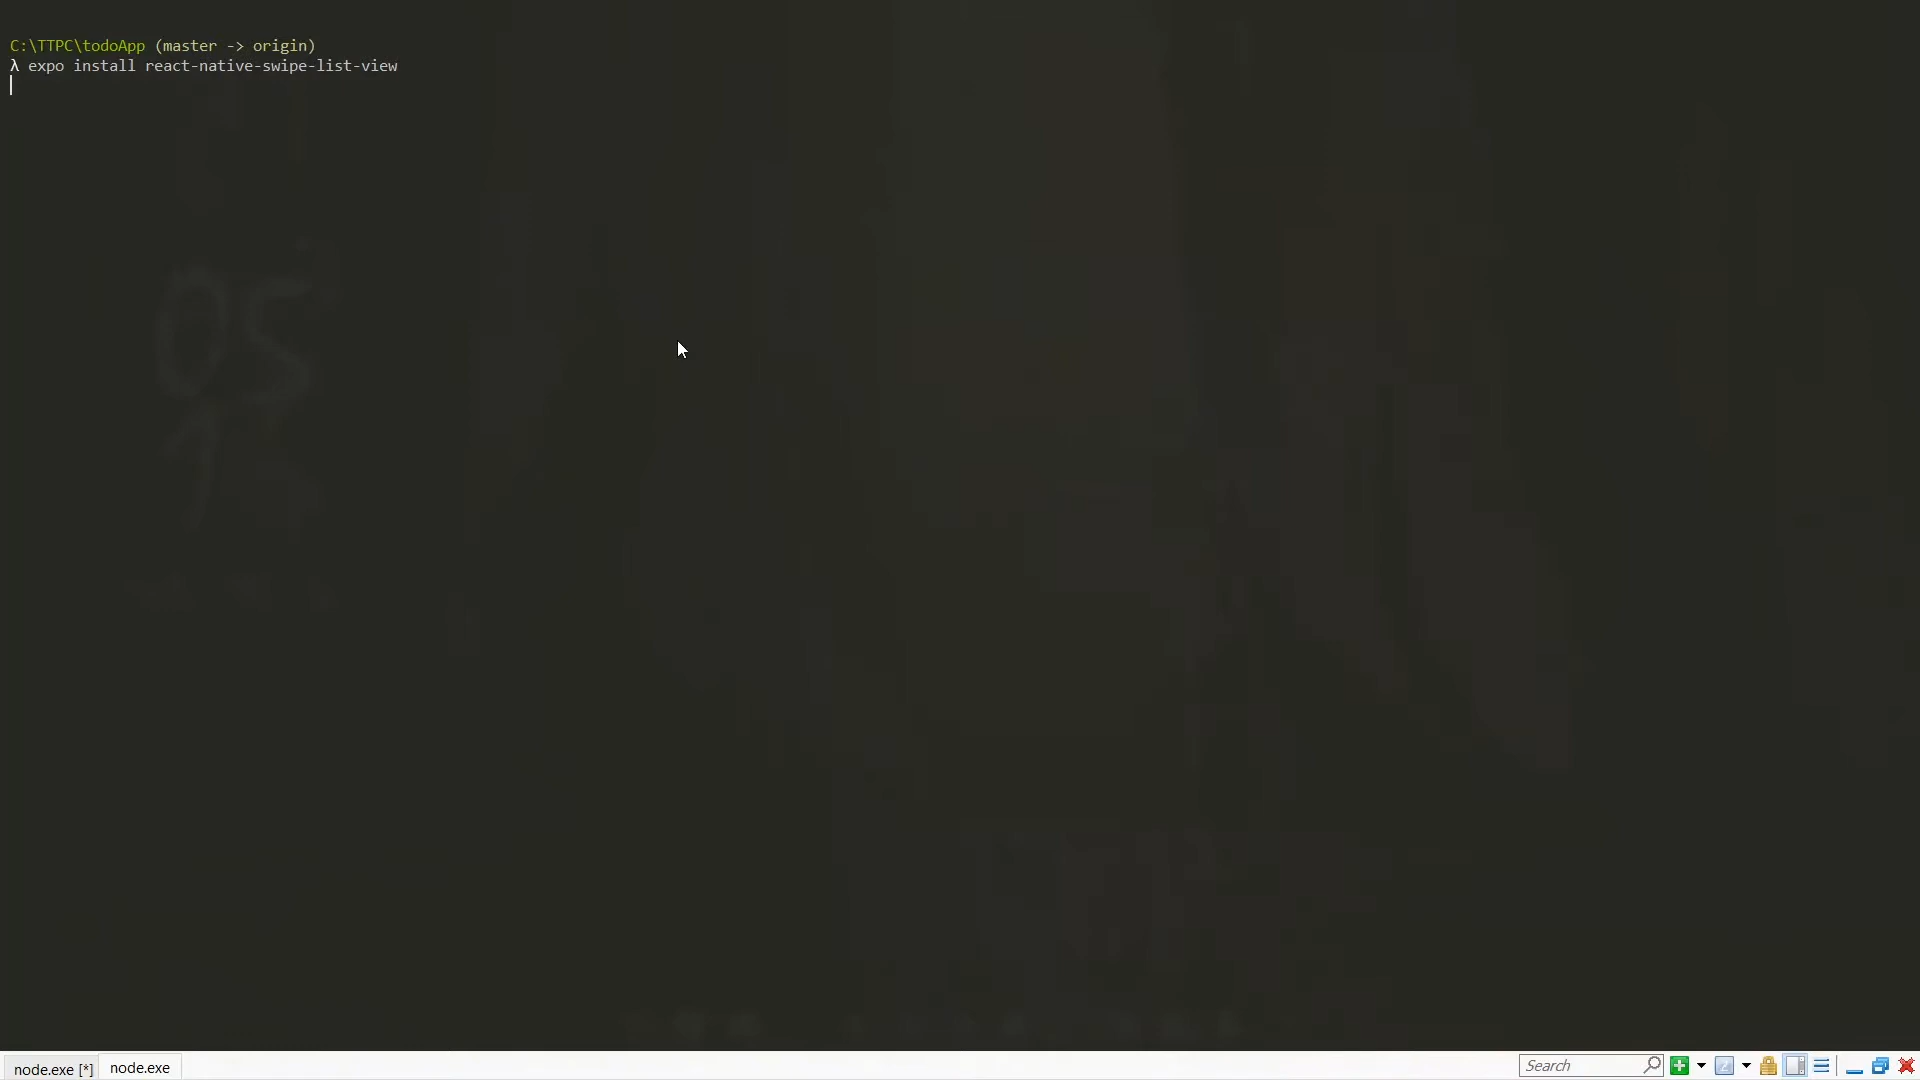 C:\TTPC\todoApp (master -> origin)
λ expo install react-native-swipe-list-view
node.exe [*]
node.exe
Search